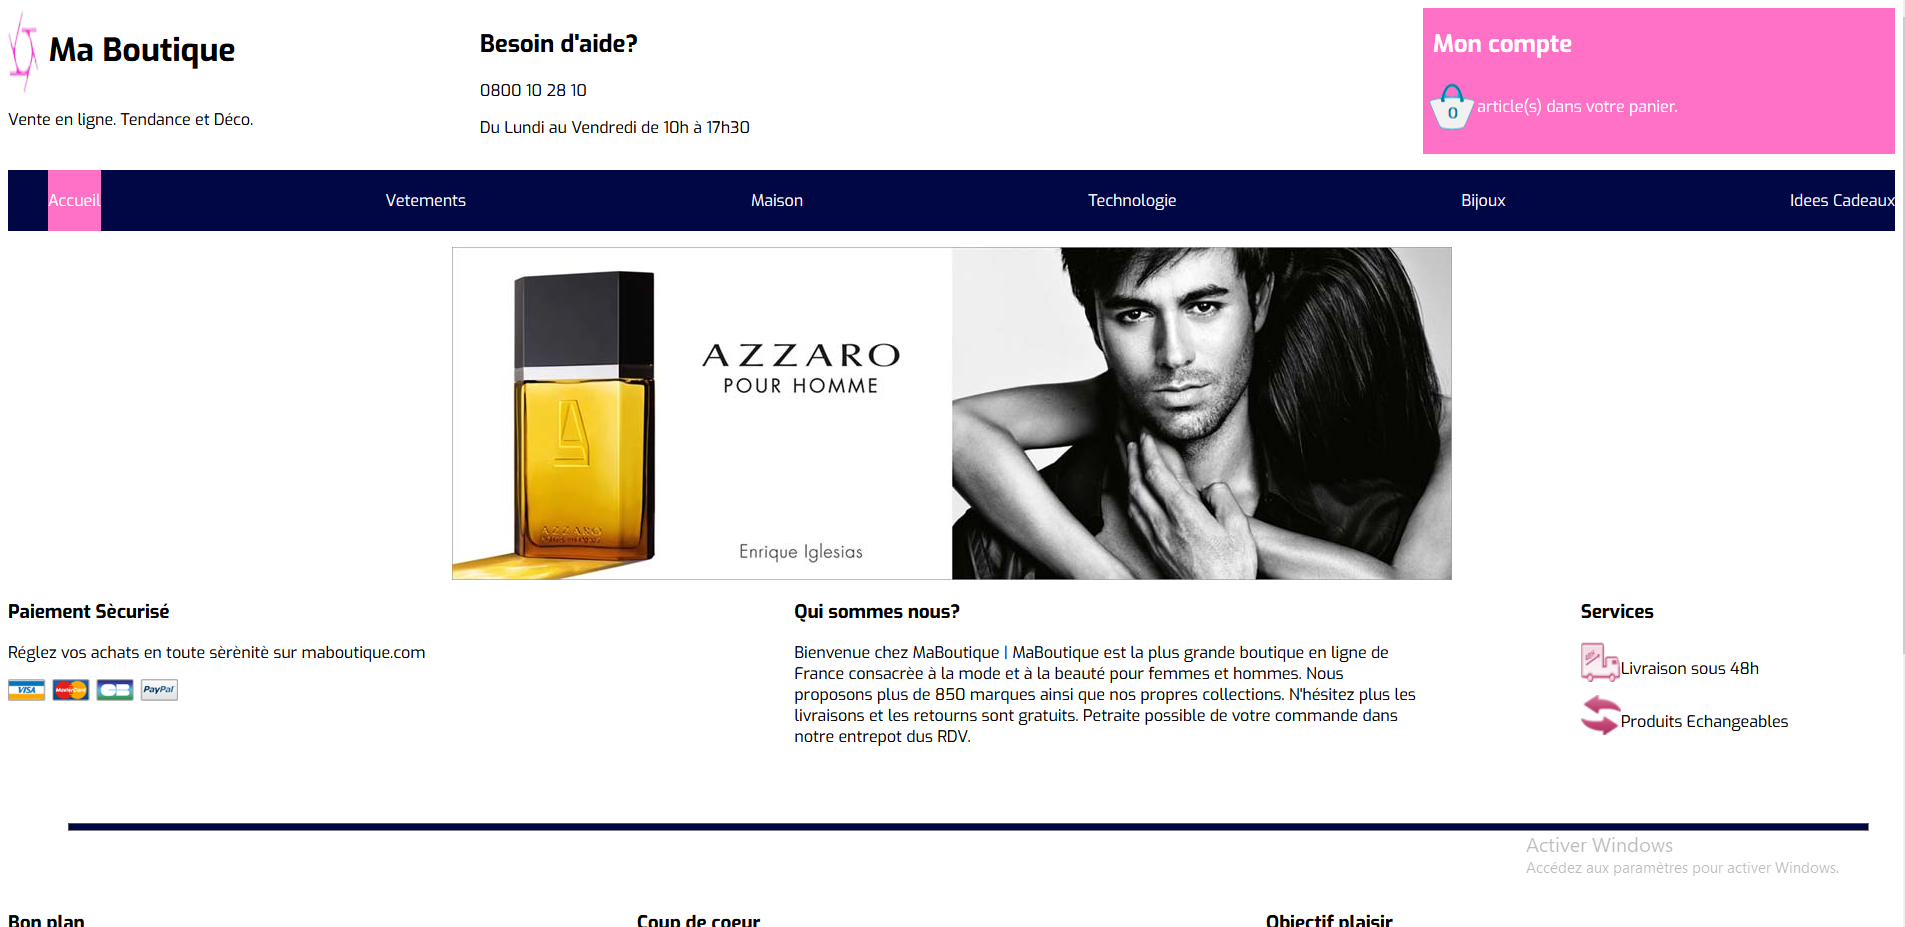 Ma Boutique
Vente en ligne. Tendance et Déco.
Besoin d'aide?
0800 10 28 10
Du Lundi au Vendredi de 10h à 17h30
Mon compte
0 article(s) dans votre panier.
Accueil Vetements Maison Technologie Bijoux Idees Cadeaux
AZZARO
POUR HOMME
AZZARO
Enrique Iglesias
Paiement Sècurisé
Réglez vos achats en toute sèrènitè sur maboutique.com
VISA MasterCard CB PayPal
Qui sommes nous?
Bienvenue chez MaBoutique | MaBoutique est la plus grande boutique en ligne de
France consacrèe à la mode et à la beauté pour femmes et hommes. Nous
proposons plus de 850 marques ainsi que nos propres collections. N'hésitez plus les
livraisons et les retourns sont gratuits. Petraite possible de votre commande dans
notre entrepot dus RDV.
Services
Livraison sous 48h
Produits Echangeables
Activer Windows
Accédez aux paramètres pour activer Windows.
Bon plan
Coup de coeur
Objectif plaisir